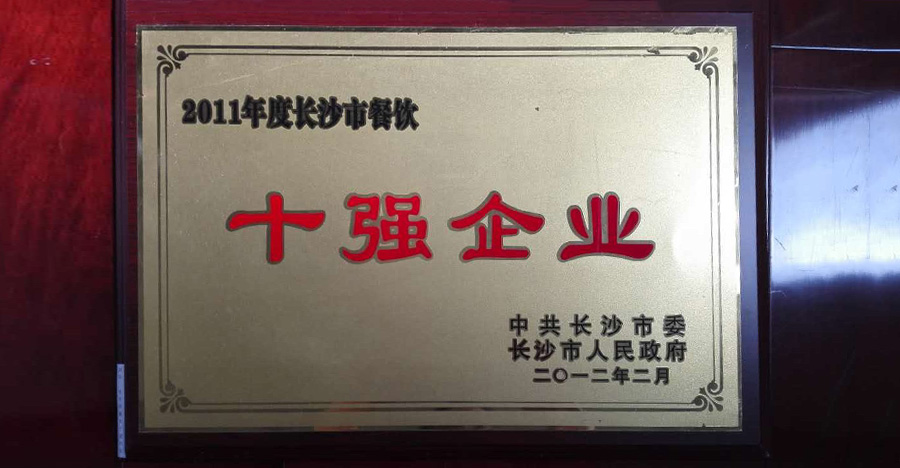 2011年度长沙市餐饮
十强企业
中共长沙市委
长沙市人民政府
二〇一二年二月